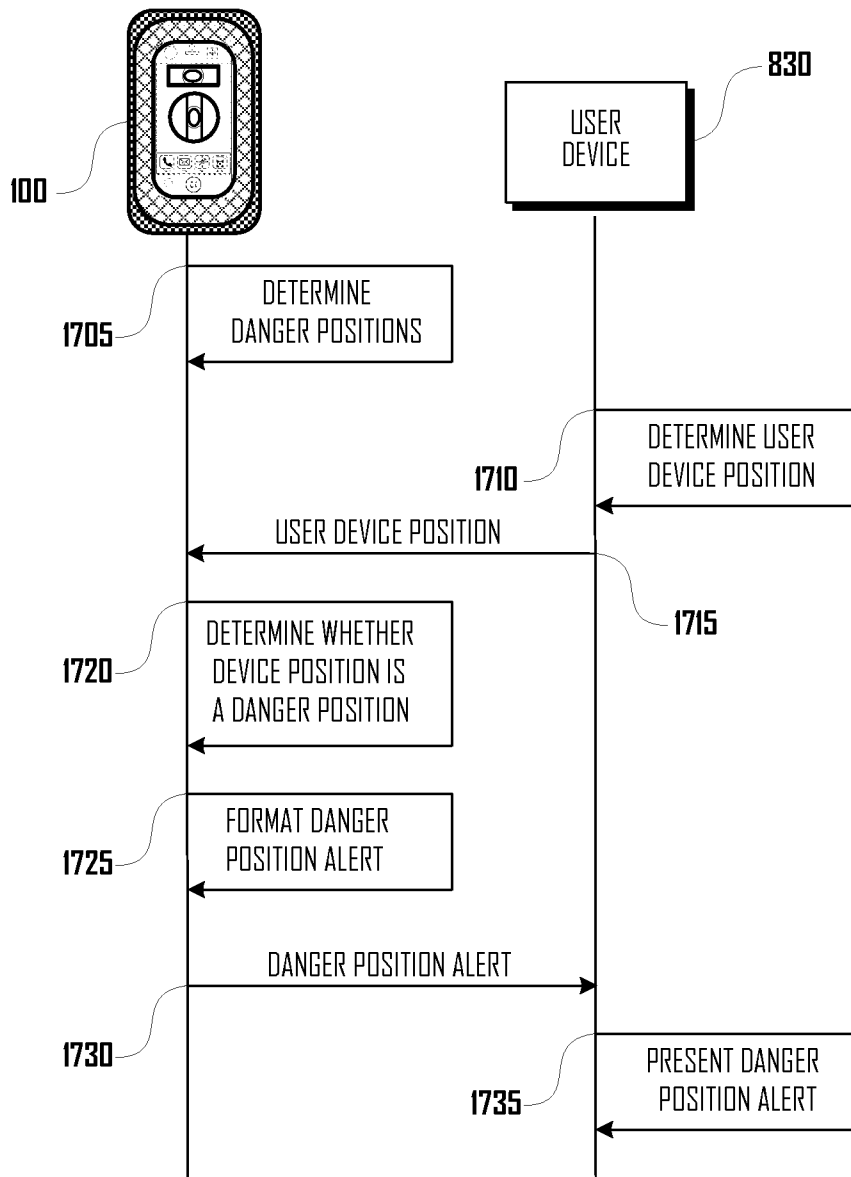 830
USER
DEVICE
100
DETERMINE
DANGER POSITIONS
1705
DETERMINE USER
DEVICE POSITION
1710
USER DEVICE POSITION
1715
DETERMINE WHETHER
DEVICE POSITION IS
A DANGER POSITION
1720
FORMAT DANGER
POSITION ALERT
1725
DANGER POSITION ALERT
1730
PRESENT DANGER
POSITION ALERT
1735